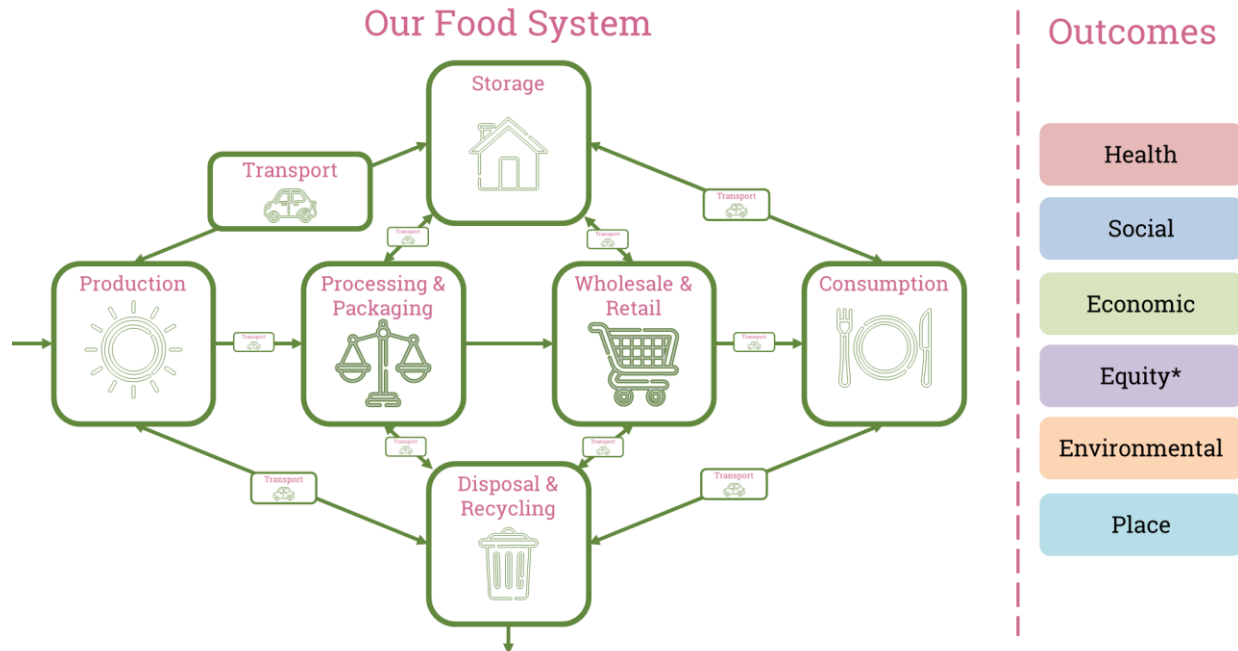 Our Food System
Outcomes
Storage
Transport
Transport
Transport
Transport
Production
Processing &
Packaging
Wholesale &
Retail
Consumption
Transport
Transport
Transport
Transport
Transport
Transport
Disposal &
Recycling
Health
Social
Economic
Equity*
Environmental
Place